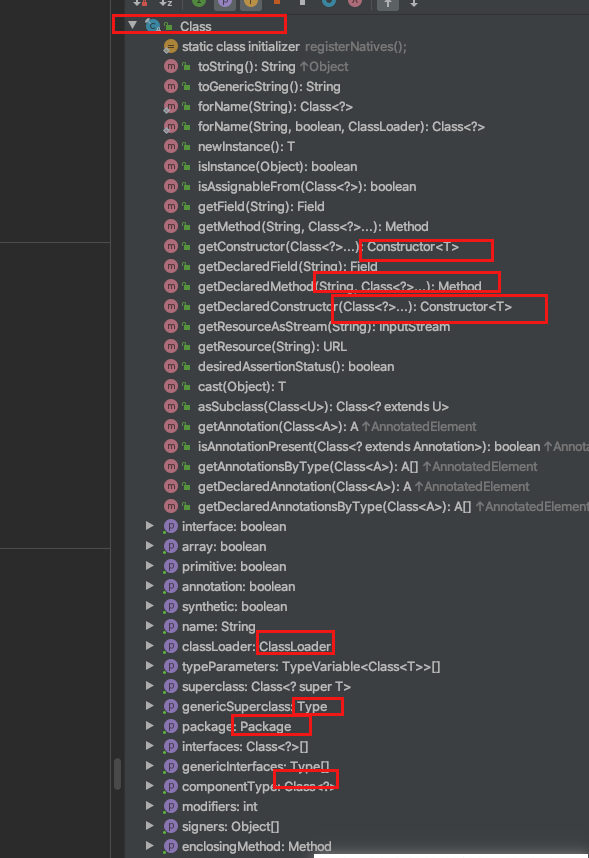 Class
static class initializer registerNatives();
toString(): String ↑Object
toGenericString(): String
forName(String): Class<?>
forName(String, boolean, ClassLoader): Class<?>
newInstance(): T
isInstance(Object): boolean
isAssignableFrom(Class<?>): boolean
getField(String): Field
getMethod(String, Class<?>...): Method
getConstructor(Class<?>...): Constructor<T>
getDeclaredField(String): Field
getDeclaredMethod(String, Class<?>...): Method
getDeclaredConstructor(Class<?>...): Constructor<T>
getResourceAsStream(String): InputStream
getResource(String): URL
desiredAssertionStatus(): boolean
cast(Object): T
asSubclass(Class<U>): Class<? extends U>
getAnnotation(Class<A>): A ↑AnnotatedElement
isAnnotationPresent(Class<? extends Annotation>): boolean ↑Annota
getAnnotationsByType(Class<A>): A[] ↑AnnotatedElement
getDeclaredAnnotation(Class<A>): A ↑AnnotatedElement
getDeclaredAnnotationsByType(Class<A>): A[] ↑AnnotatedElement
interface: boolean
array: boolean
primitive: boolean
annotation: boolean
synthetic: boolean
name: String
classLoader: ClassLoader
typeParameters: TypeVariable<Class<T>>[]
superclass: Class<? super T>
genericSuperclass: Type
package: Package
interfaces: Class<?>[]
genericInterfaces: Type[]
componentType: Class<?>
modifiers: int
signers: Object[]
enclosingMethod: Method